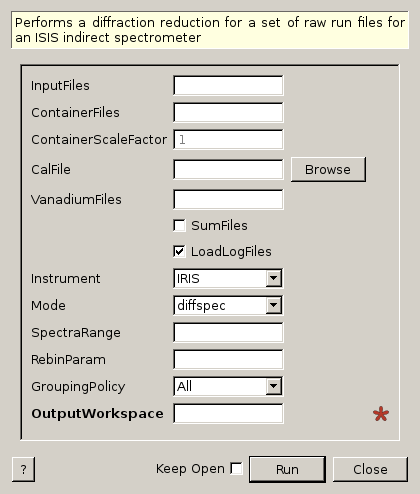 Performs a diffraction reduction for a set of raw run files for
an ISIS indirect spectrometer
InputFiles
ContainerFiles
ContainerScaleFactor 1
CalFile Browse
VanadiumFiles
SumFiles
LoadLogFiles
Instrument IRIS
Mode diffspec
SpectraRange
RebinParam
GroupingPolicy All
OutputWorkspace *
? Keep Open Run Close